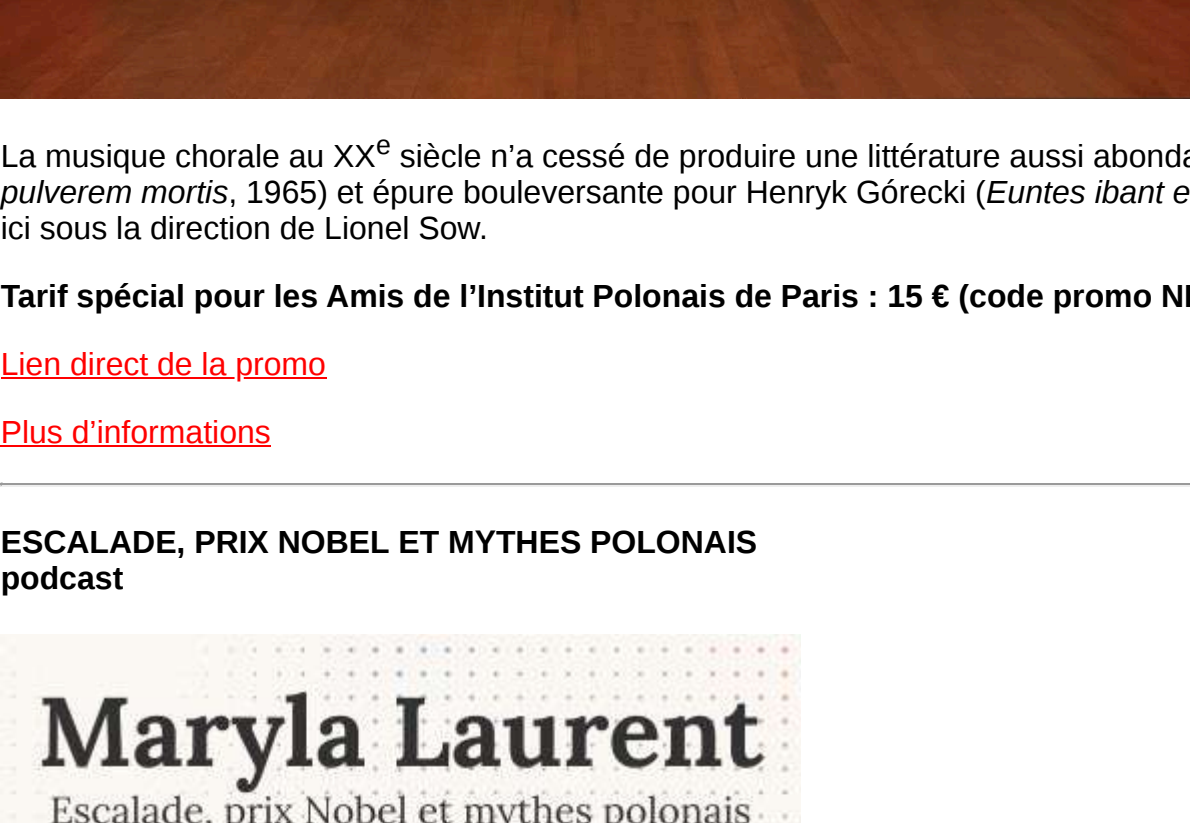 La musique chorale au XXe siècle n’a cessé de produire une littérature aussi
pulverem mortis, 1965) et épure bouleversante pour Henryk Górecki (Euntes ibant
ici sous la direction de Lionel Sow.
Tarif spécial pour les Amis de l’Institut Polonais de Paris : 15 € (code promo
Lien direct de la promo
Plus d’informations
ESCALADE, PRIX NOBEL ET MYTHES POLONAIS
podcast
Maryla Laurent
Escalade, prix Nobel et mythes polonais